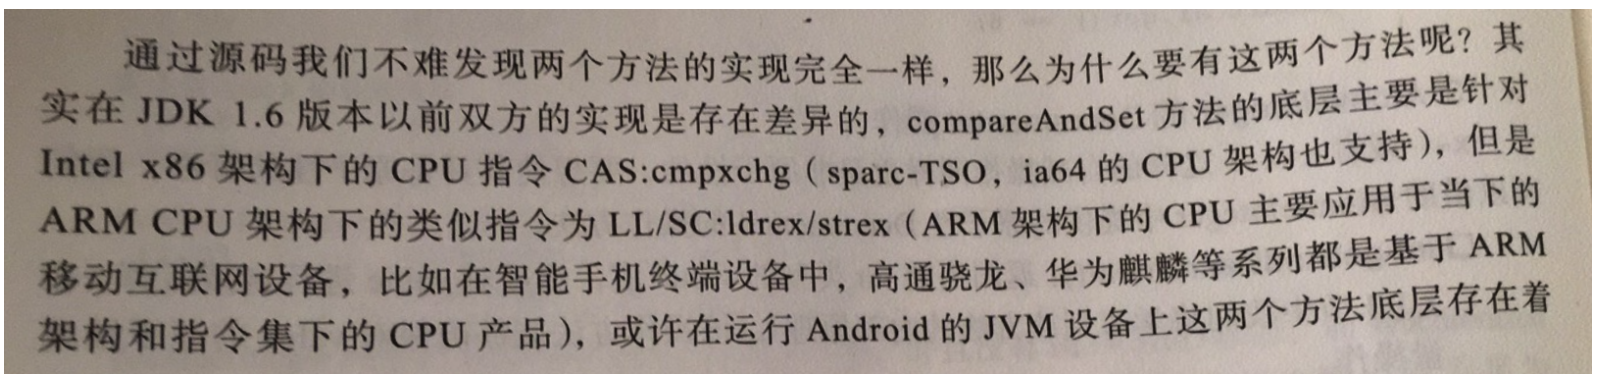 通过源码我们不难发现两个方法的实现完全一样，那么为什么要有这两个方法呢？其
实在 JDK 1.6 版本以前双方的实现是存在差异的，compareAndSet 方法的底层主要是针对
Intel x86 架构下的 CPU 指令 CAS:cmpxchg（sparc-TSO，ia64 的 CPU 架构也支持），但是
ARM CPU 架构下的类似指令为 LL/SC:ldrex/strex（ARM 架构下的 CPU 主要应用于当下的
移动互联网设备，比如在智能手机终端设备中，高通骁龙、华为麒麟等系列都是基于 ARM
架构和指令集下的 CPU 产品），或许在运行 Android 的 JVM 设备上这两个方法底层存在着